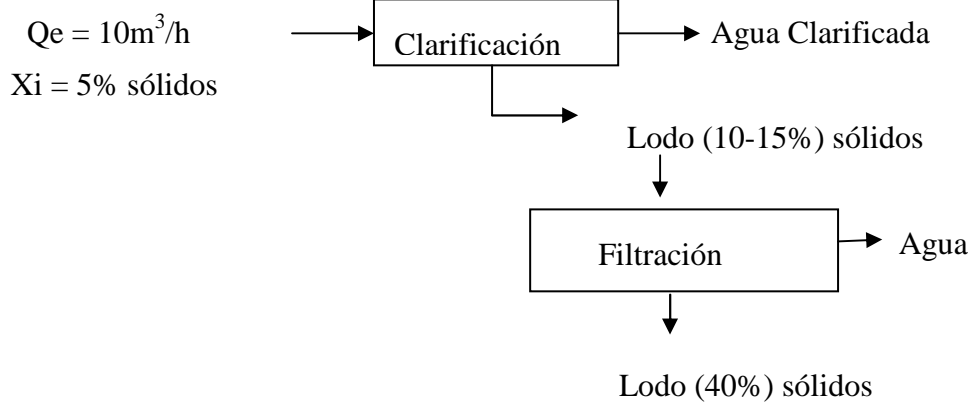 Qe = 10m³/h
Clarificación
Agua Clarificada
Xi = 5% sólidos
Lodo (10-15%) sólidos
Filtración
Agua
Lodo (40%) sólidos